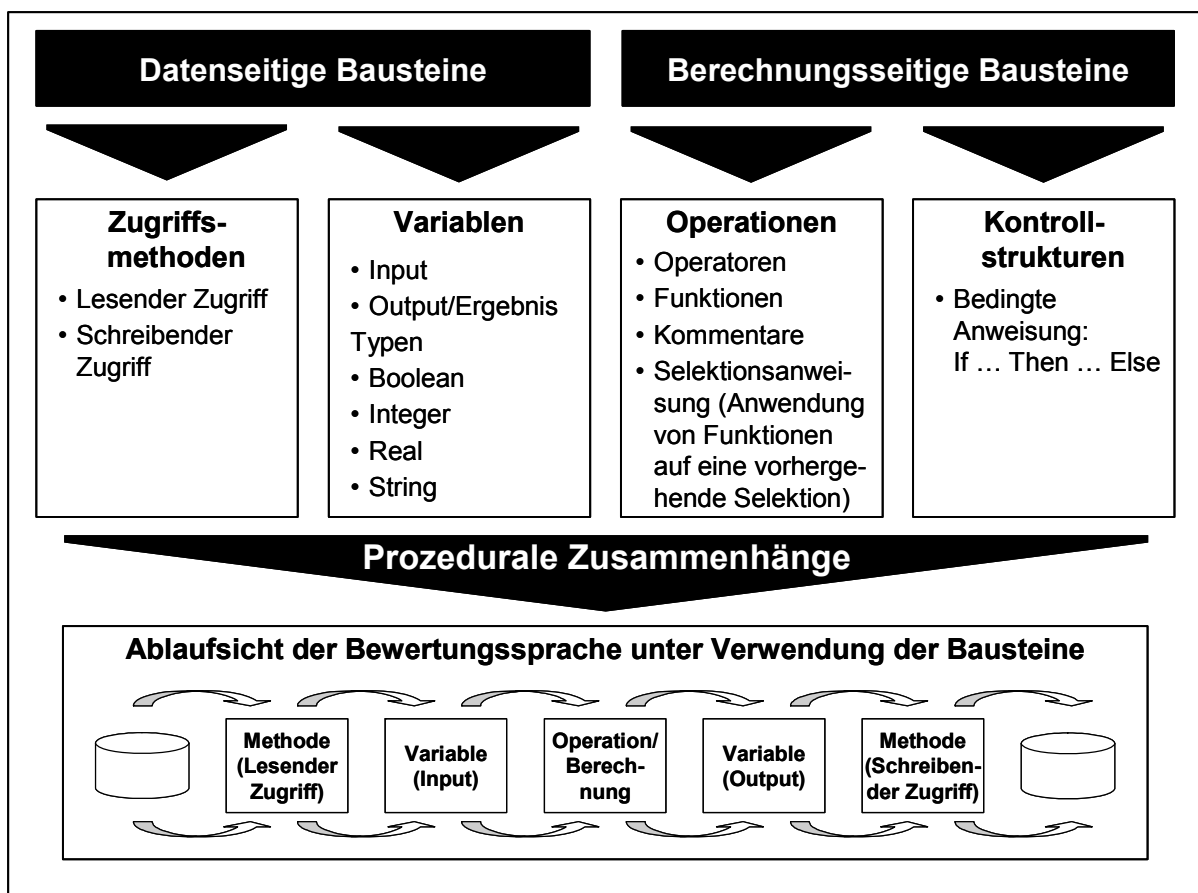 Datenseitige Bausteine
Berechnungsseitige Bausteine
Zugriffs-
methoden
• Lesender Zugriff
• Schreibender
Zugriff
Variablen
• Input
• Output/Ergebnis
Typen
• Boolean
• Integer
• Real
• String
Operationen
• Operatoren
• Funktionen
• Kommentare
• Selektionsanwei-
sung (Anwendung
von Funktionen
auf eine vorherge-
hende Selektion)
Kontroll-
strukturen
• Bedingte
Anweisung:
If … Then … Else
Prozedurale Zusammenhänge
Ablaufsicht der Bewertungssprache unter Verwendung der Bausteine
Methode
(Lesender
Zugriff)
Variable
(Input)
Operation/
Berech-
nung
Variable
(Output)
Methode
(Schreiben-
der Zugriff)